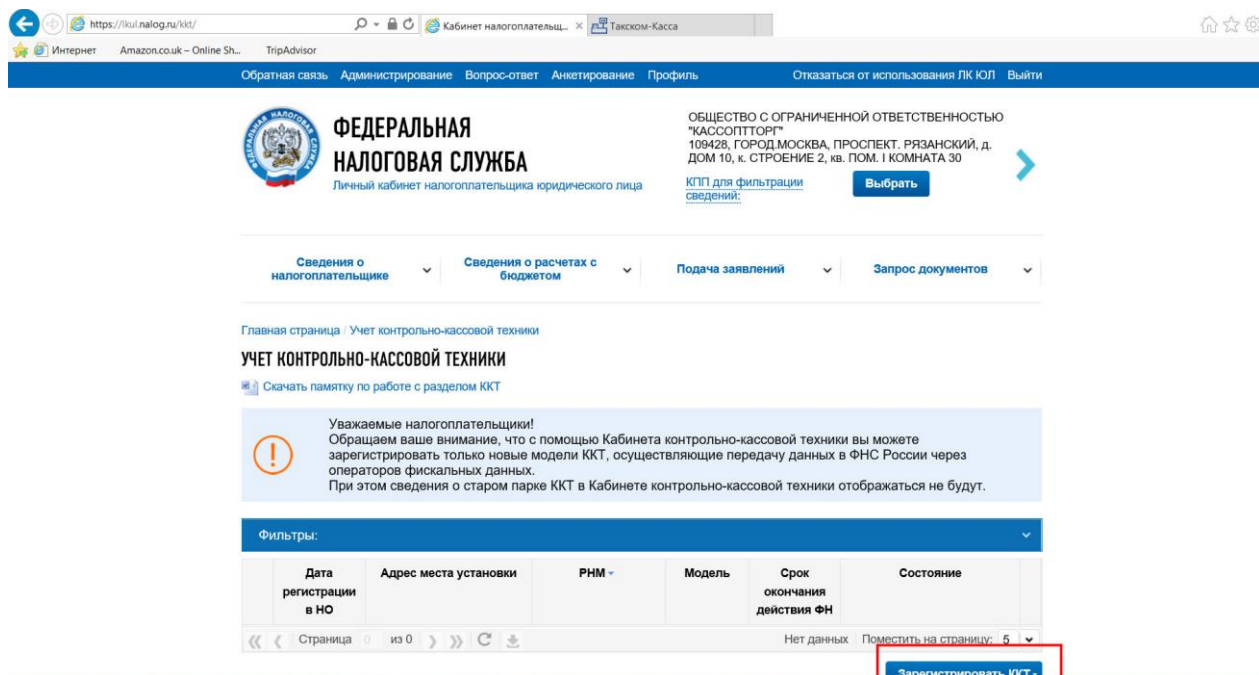 https://lkul.nalog.ru/kkt/
Кабинет налогоплательщ...
Такском-Касса
Интернет Amazon.co.uk – Online Sh... TripAdvisor
Обратная связь Администрирование Вопрос-ответ Анкетирование Профиль Отказаться от использования ЛК ЮЛ Выйти
ФЕДЕРАЛЬНАЯ
НАЛОГОВАЯ СЛУЖБА
Личный кабинет налогоплательщика юридического лица
ОБЩЕСТВО С ОГРАНИЧЕННОЙ ОТВЕТСТВЕННОСТЬЮ
"КАССОПТТОРГ"
109428, ГОРОД.МОСКВА, ПРОСПЕКТ. РЯЗАНСКИЙ, д.
ДОМ 10, к. СТРОЕНИЕ 2, кв. ПОМ. I КОМНАТА 30
КПП для фильтрации
сведений:
Выбрать
Сведения о
налогоплательщике
Сведения о расчетах с
бюджетом
Подача заявлений
Запрос документов
Главная страница / Учет контрольно-кассовой техники
УЧЕТ КОНТРОЛЬНО-КАССОВОЙ ТЕХНИКИ
Скачать памятку по работе с разделом ККТ
Уважаемые налогоплательщики!
Обращаем ваше внимание, что с помощью Кабинета контрольно-кассовой техники вы можете
зарегистрировать только новые модели ККТ, осуществляющие передачу данных в ФНС России через
операторов фискальных данных.
При этом сведения о старом парке ККТ в Кабинете контрольно-кассовой техники отображаться не будут.
Фильтры:
Дата
регистрации
в НО
Адрес места установки
РНМ
Модель
Срок
окончания
действия ФН
Состояние
Страница 0 из 0 Нет данных Поместить на страницу: 5
Зарегистрировать ККТ